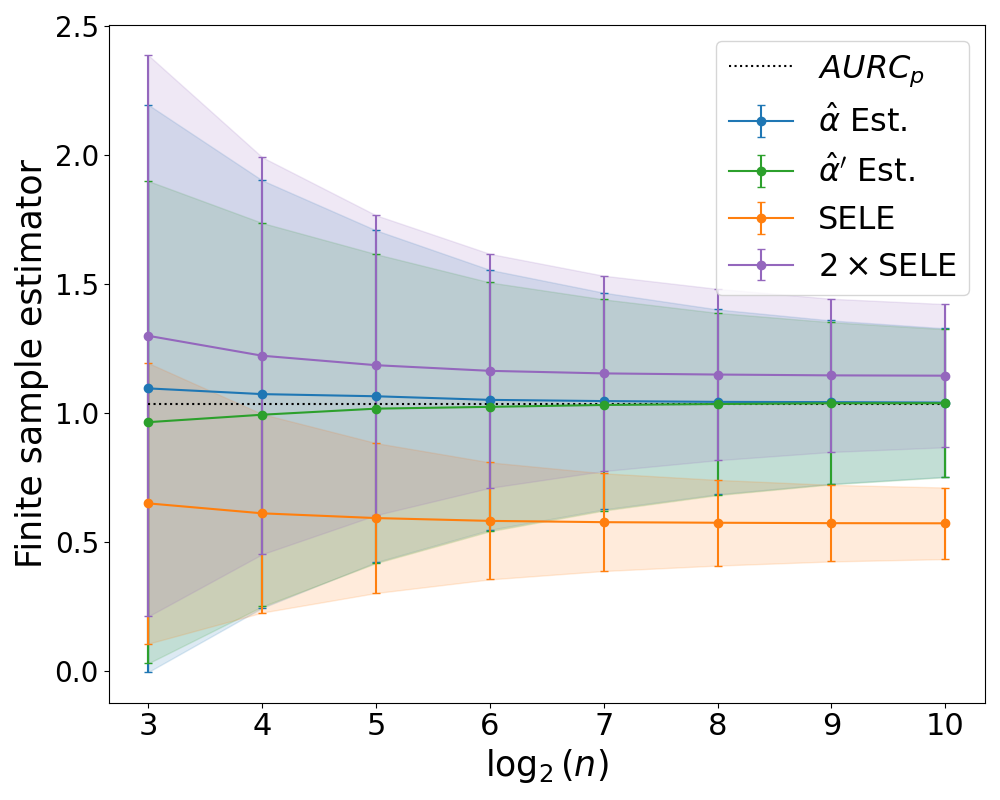 2.5
2.0
1.5
1.0
0.5
0.0
Finite sample estimator
3 4 5 6 7 8 9 10
log₂(n)
AURCₚ
α̂ Est.
α̂′ Est.
SELE
2 × SELE